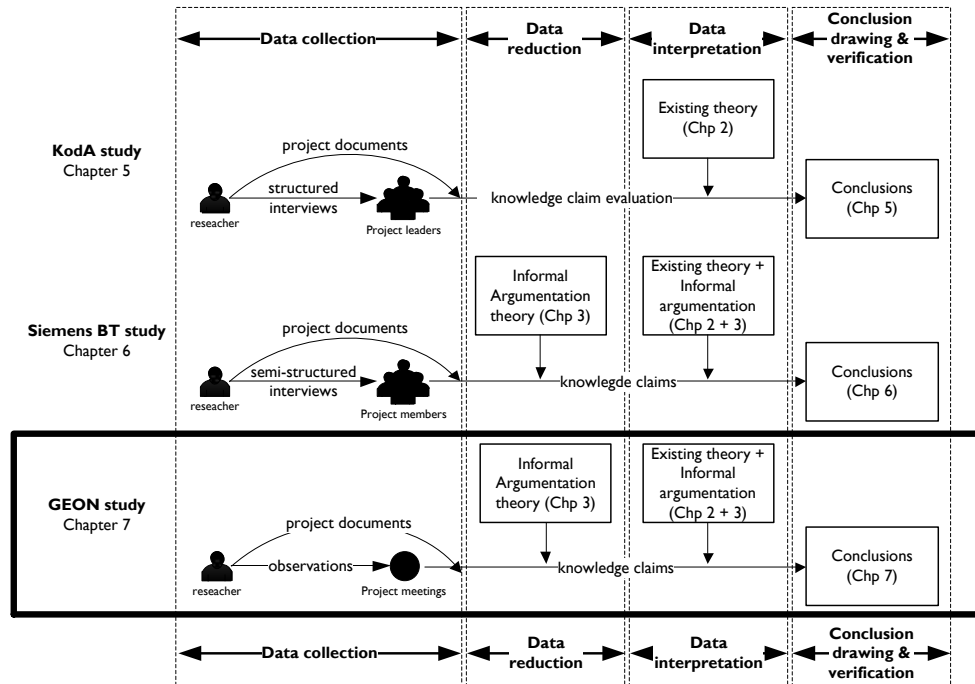 Data collection
Data
reduction
Data
interpretation
Conclusion
drawing &
verification
KodA study
Chapter 5
project documents
structured
interviews
reseacher
Project leaders
knowledge claim evaluation
Existing theory
(Chp 2)
Conclusions
(Chp 5)
Siemens BT study
Chapter 6
project documents
semi-structured
interviews
reseacher
Project members
Informal
Argumentation
theory (Chp 3)
Existing theory +
Informal
argumentation
(Chp 2 + 3)
knowlegde claims
Conclusions
(Chp 6)
GEON study
Chapter 7
project documents
observations
reseacher
Project meetings
Informal
Argumentation
theory (Chp 3)
Existing theory +
Informal
argumentation
(Chp 2 + 3)
knowledge claims
Conclusions
(Chp 7)
Data collection
Data
reduction
Data
interpretation
Conclusion
drawing &
verification